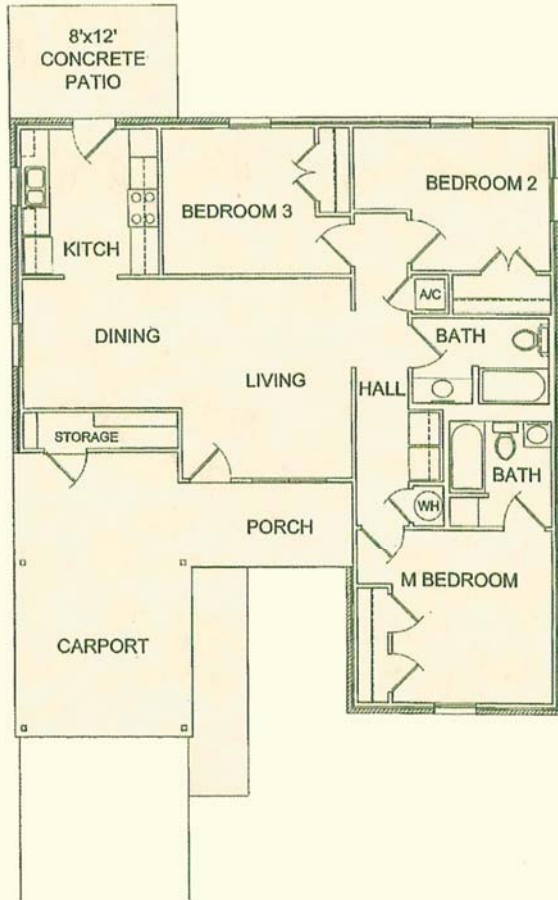 8'x12'
CONCRETE
PATIO
BEDROOM 2
BEDROOM 3
KITCH
A/C
DINING
BATH
LIVING
HALL
STORAGE
BATH
WH
PORCH
M BEDROOM
CARPORT